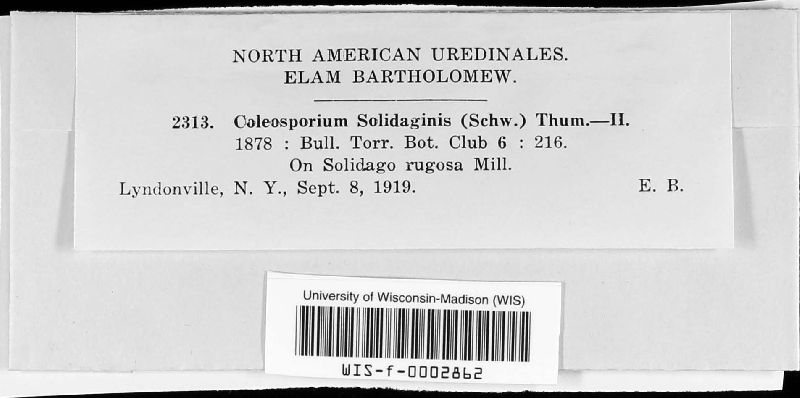 NORTH AMERICAN UREDINALES.
ELAM BARTHOLOMEW.
2313. Coleosporium Solidaginis (Schw.) Thum.—II.
1878 : Bull. Torr. Bot. Club 6 : 216.
On Solidago rugosa Mill.
Lyndonville, N. Y., Sept. 8, 1919. E. B.
University of Wisconsin-Madison (WIS)
WIS-f-0002862